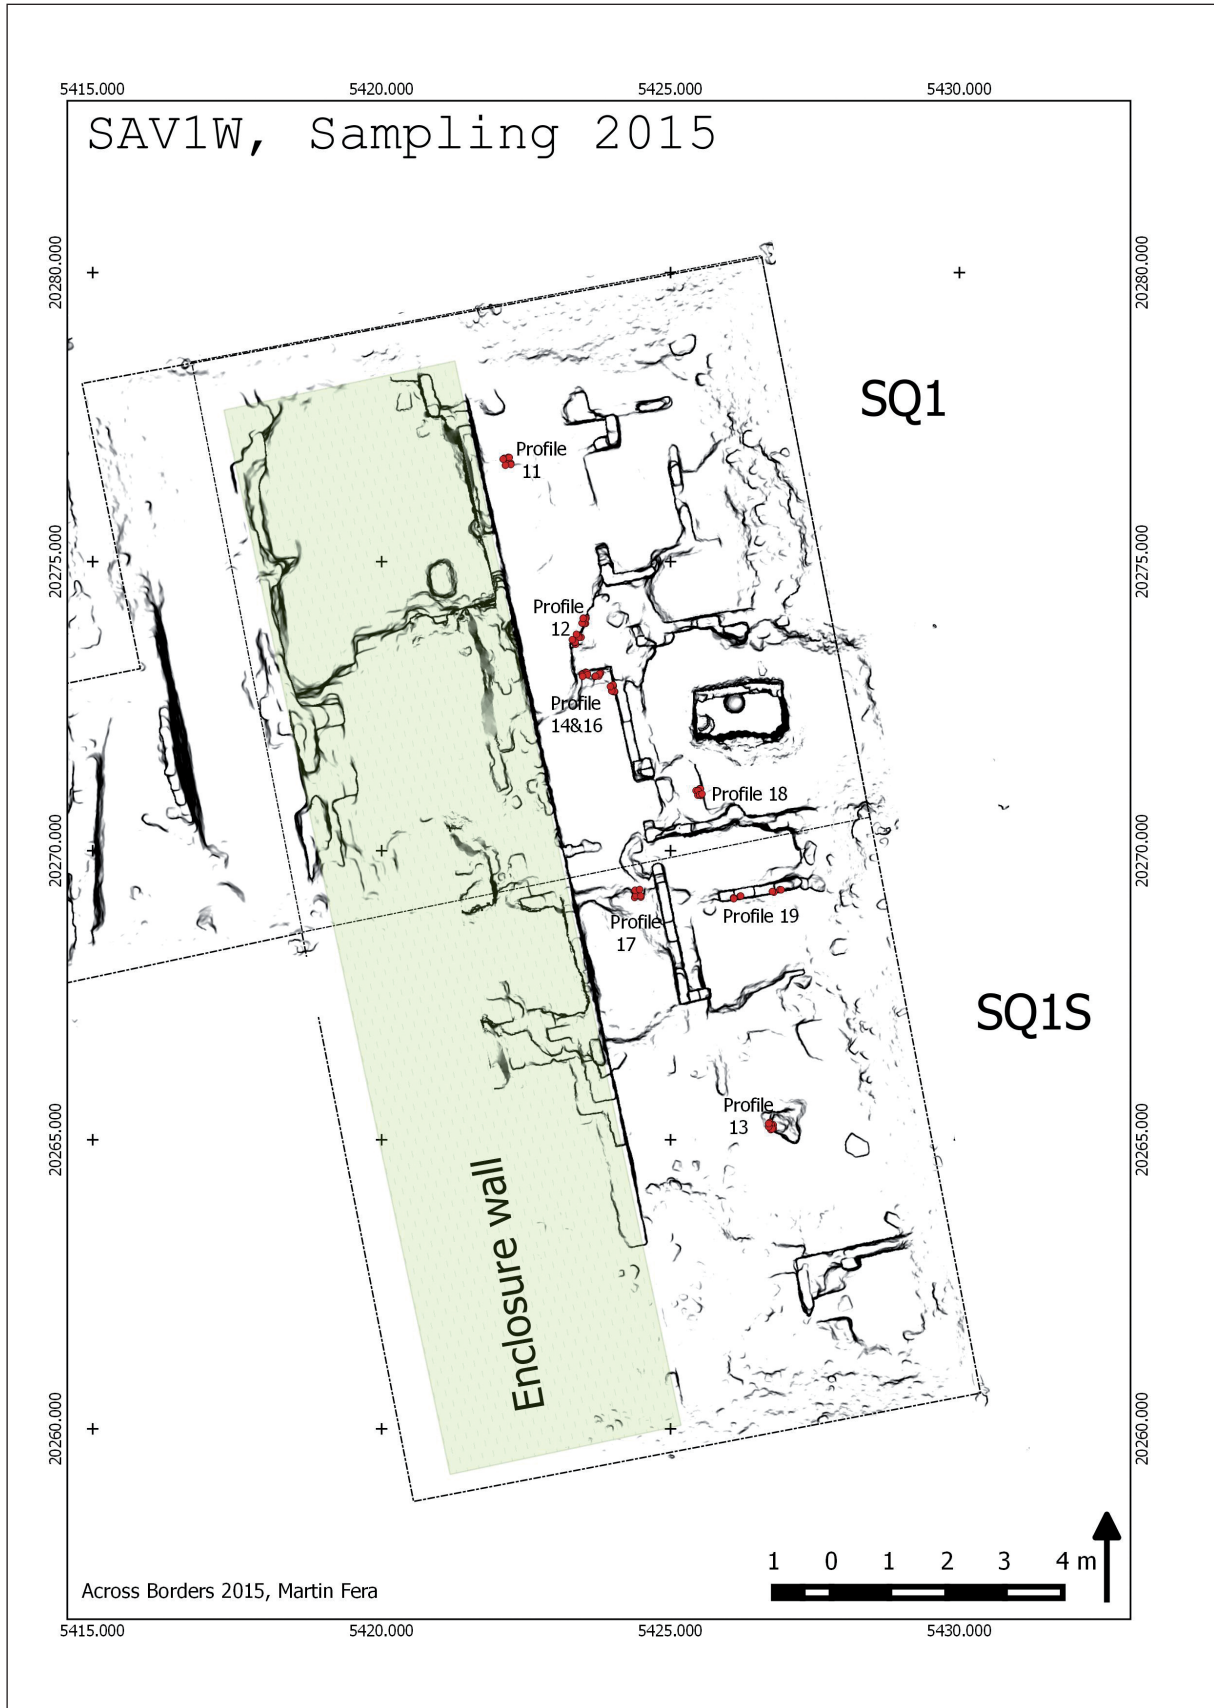 5415.000 5420.000 5425.000 5430.000
SAV1W, Sampling 2015
20280.000 20280.000
SQ1
Profile
11
20275.000 20275.000
Profile
12
Profile
14&16
Profile 18
20270.000 20270.000
Profile
17
Profile 19
SQ1S
Profile
13
20265.000 20265.000
Enclosure wall
20260.000 20260.000
1 0 1 2 3 4 m
Across Borders 2015, Martin Fera
5415.000 5420.000 5425.000 5430.000